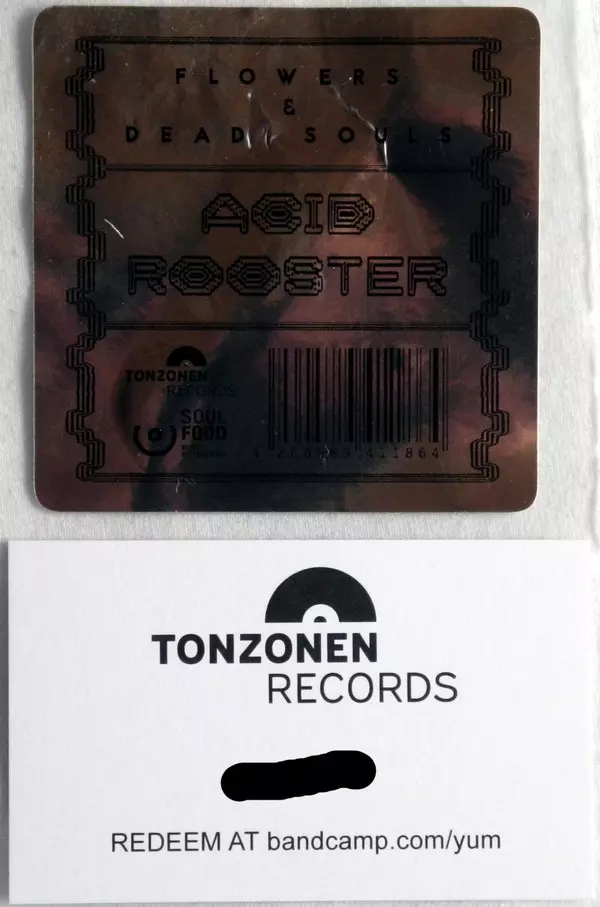 FLOWERS
&
DEAD SOULS
ACID
ROOSTER
TONZONEN
RECORDS
SOUL
FOOD
TONZONEN
RECORDS
REDEEM AT bandcamp.com/yum